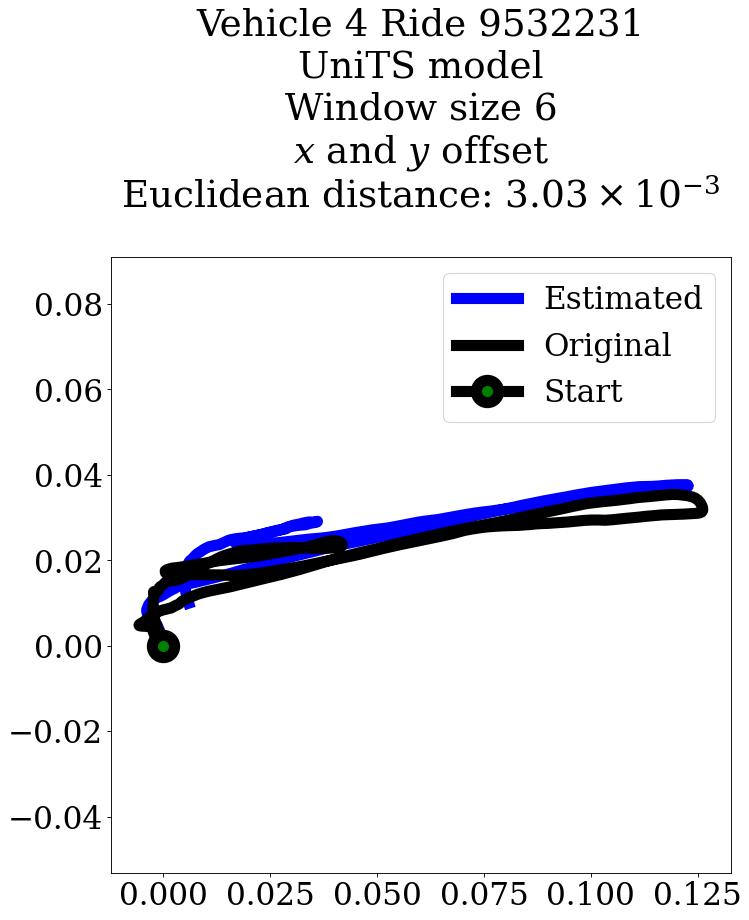 Vehicle 4 Ride 9532231
UniTS model
Window size 6
x and y offset
Euclidean distance: 3.03 × 10⁻³
Estimated
Original
Start
0.08
0.06
0.04
0.02
0.00
−0.02
−0.04
0.000 0.025 0.050 0.075 0.100 0.125